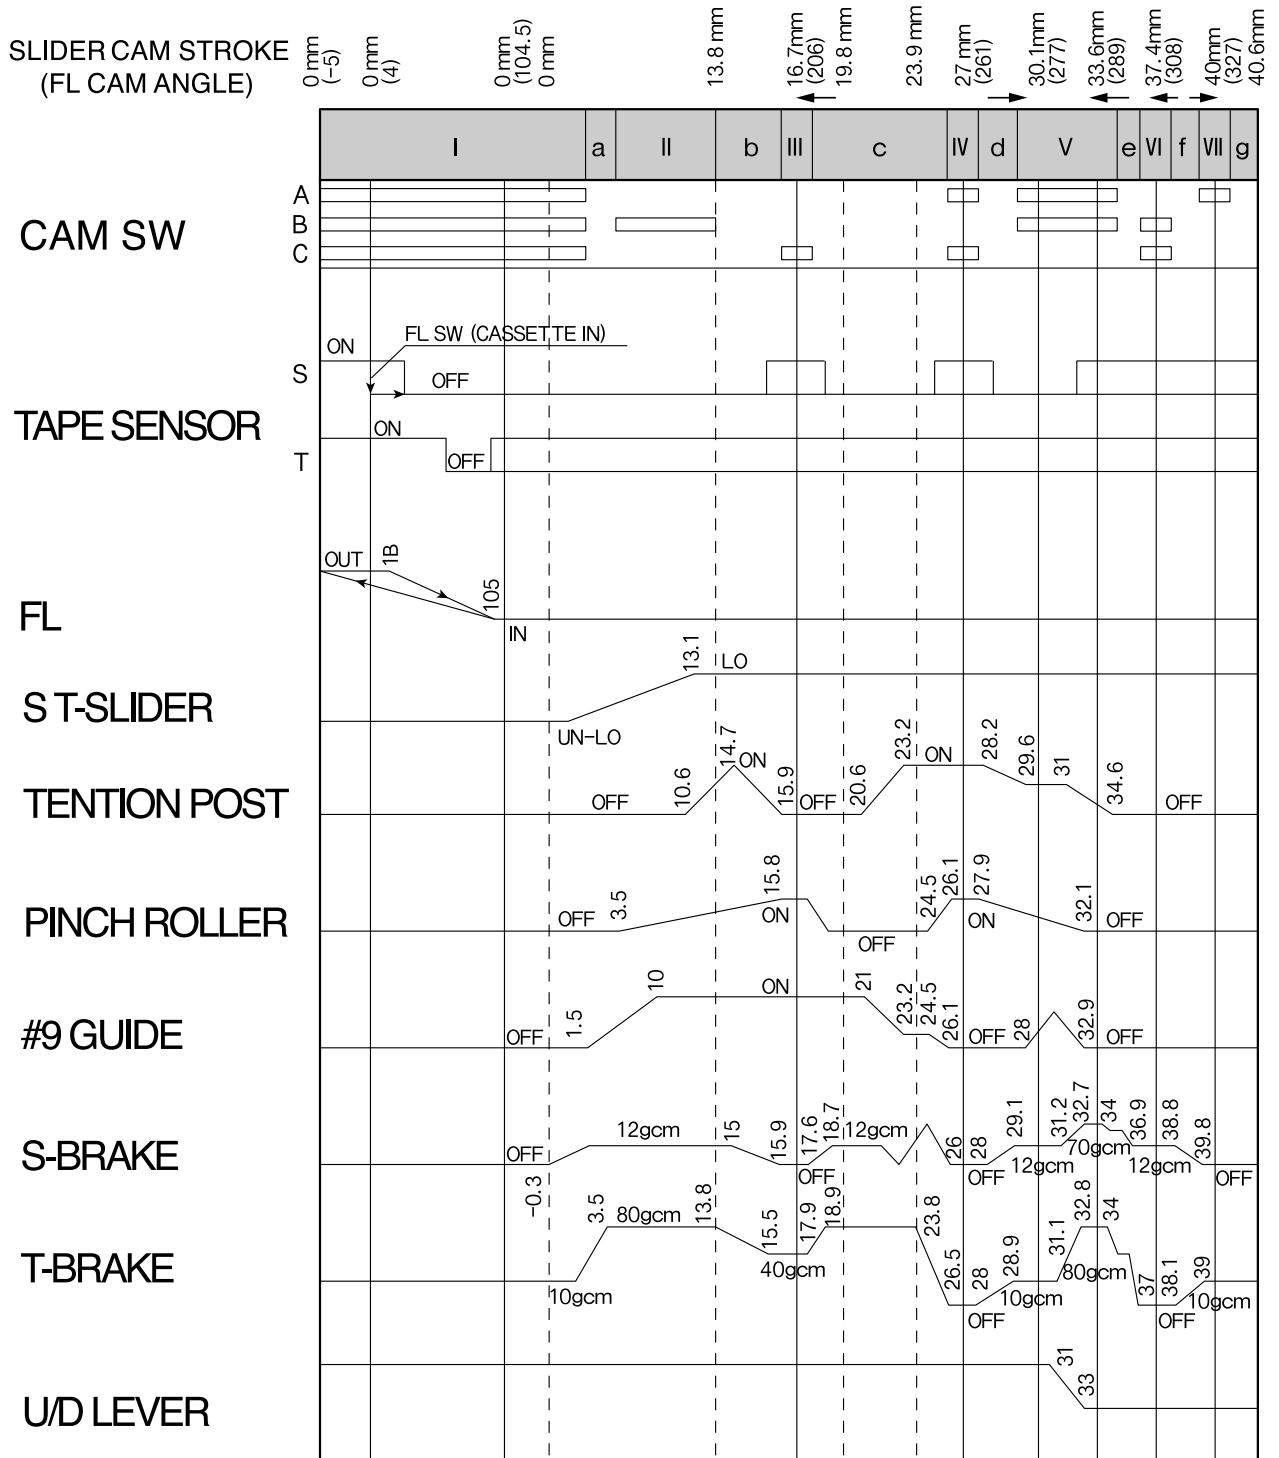 SLIDER CAM STROKE
(FL CAM ANGLE)
0 mm
(−5)
0 mm
(4)
0 mm
(104.5)
0 mm
13.8 mm
16.7mm
(206)
19.8 mm
23.9 mm
27 mm
(261)
30.1mm
(277)
33.6mm
(289)
37.4mm
(308)
40mm
(327)
40.6mm
I a II b III c IV d V e VI f VII g
CAM SW
A
B
C
FL SW (CASSETTE IN)
ON
S
OFF
TAPE SENSOR
ON
T
OFF
OUT
1B
105
FL
IN
13.1
LO
S T-SLIDER
UN-LO
TENTION POST
OFF
10.6
14.7
ON
15.9
OFF
20.6
23.2
ON
28.2
29.6
31
34.6
OFF
PINCH ROLLER
OFF
3.5
15.8
ON
OFF
24.5
26.1
27.9
ON
32.1
OFF
#9 GUIDE
OFF
1.5
10
ON
21
23.2
24.5
26.1
OFF
28
32.9
OFF
S-BRAKE
OFF
−0.3
12gcm
15
15.9
OFF
17.6
18.7
12gcm
26
OFF
28
29.1
12gcm
31.2
32.7
70gcm
34
36.9
12gcm
38.8
39.8
OFF
T-BRAKE
10gcm
3.5
80gcm
13.8
15.5
40gcm
17.9
18.9
23.8
26.5
OFF
28
28.9
10gcm
31.1
32.8
80gcm
34
37
OFF
38.1
39
10gcm
U/D LEVER
31
33